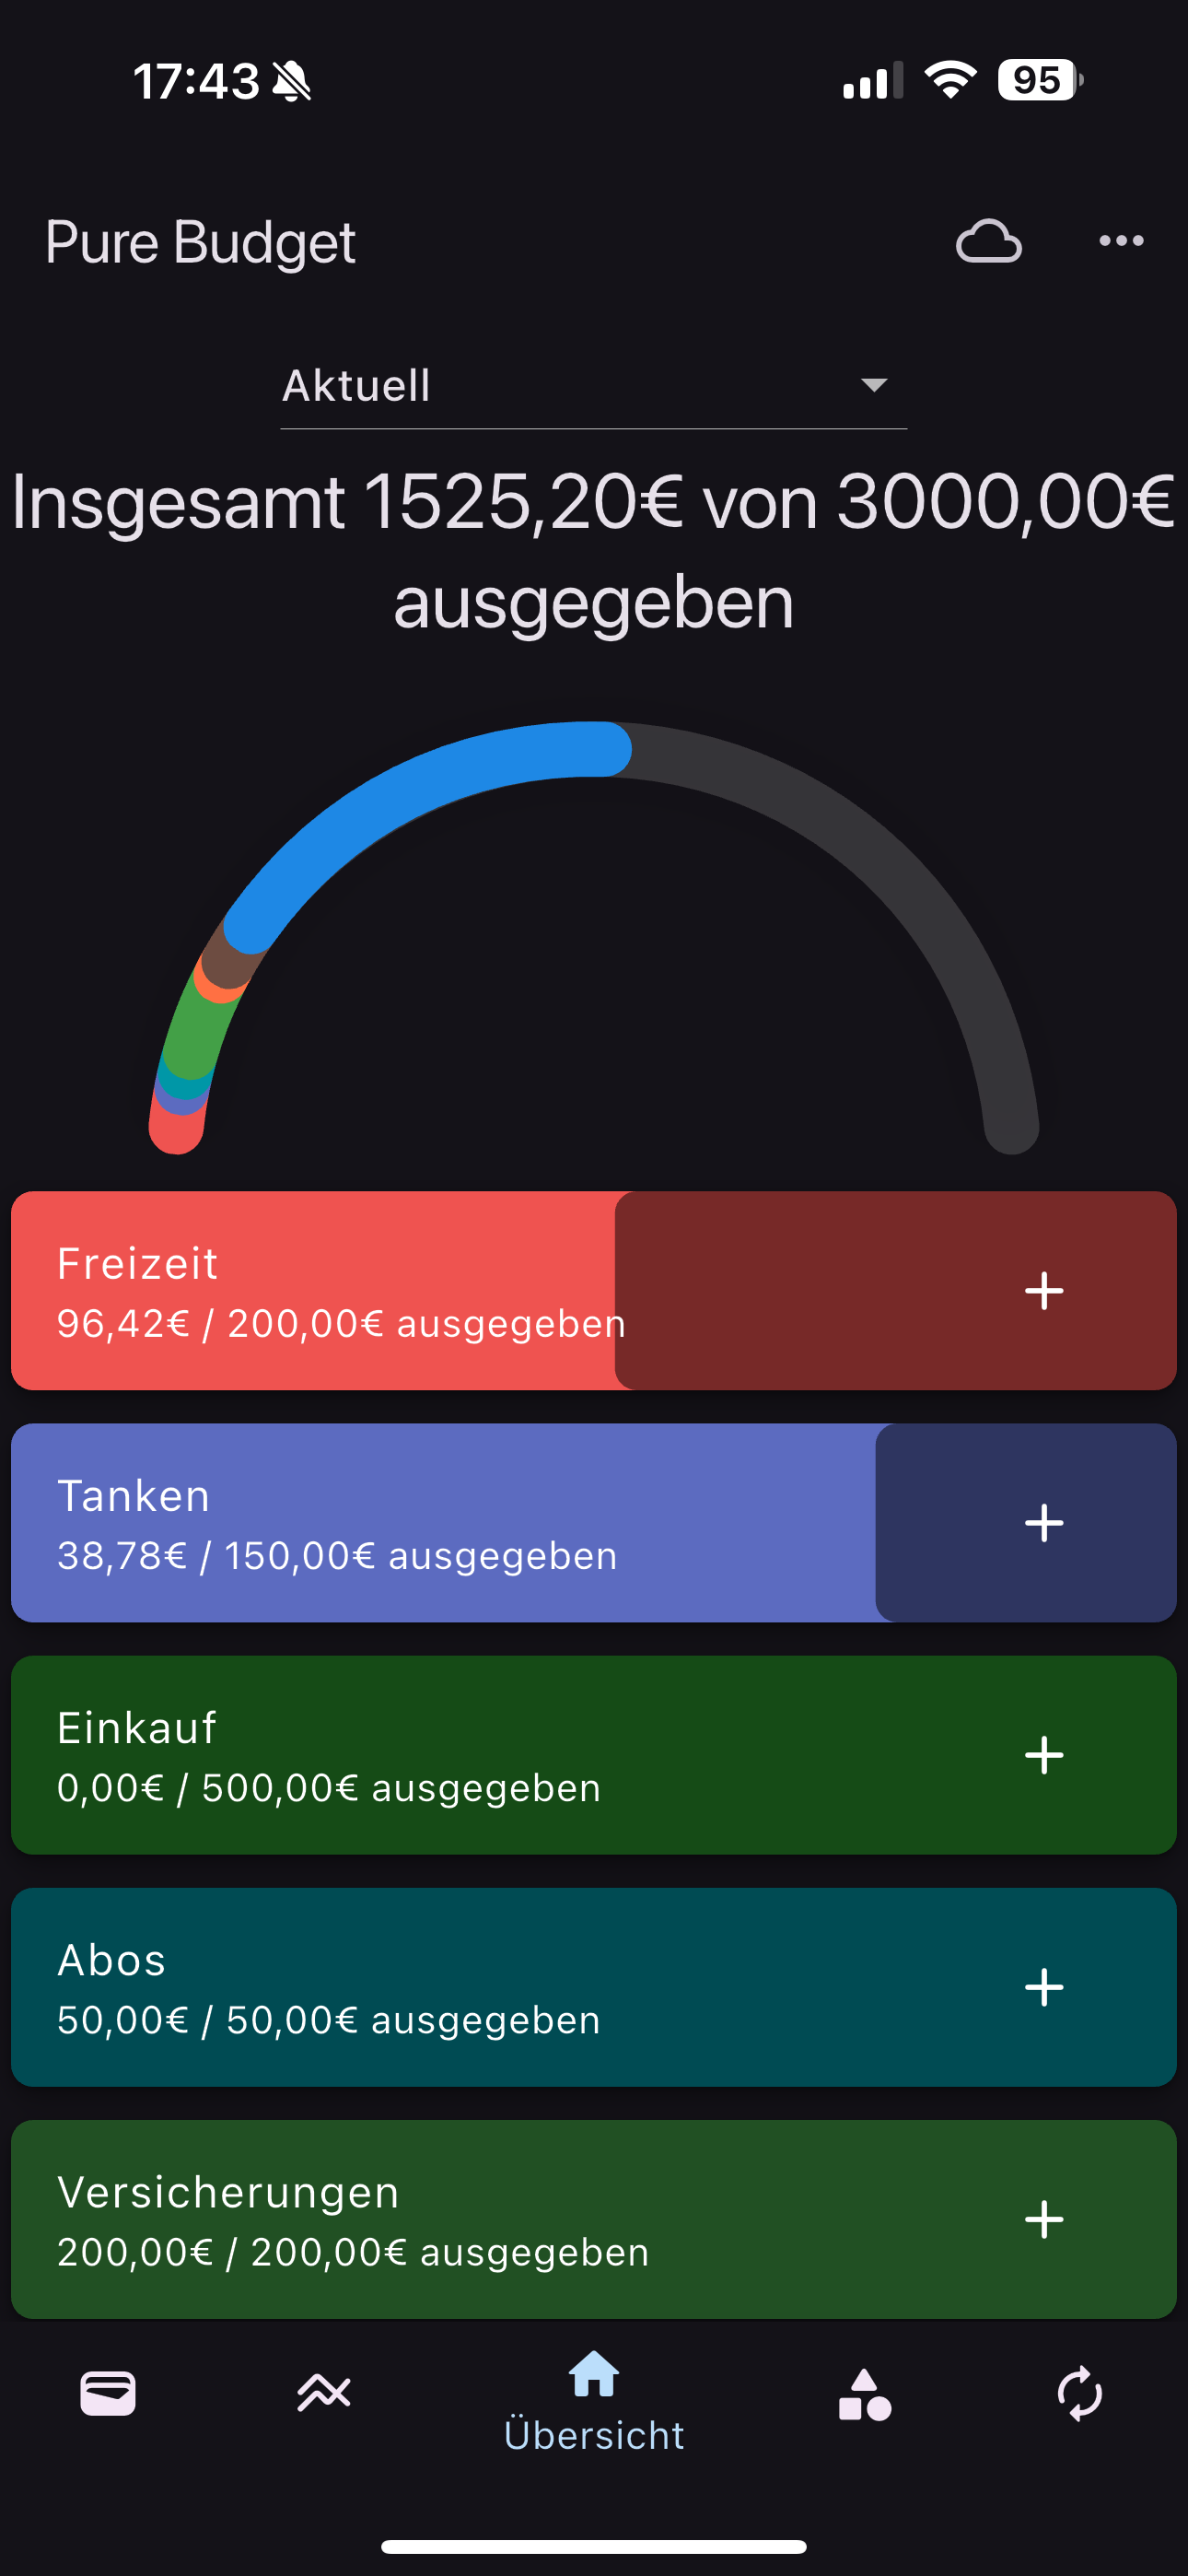 17:43
95
Pure Budget
Aktuell
Insgesamt 1525,20€ von 3000,00€
ausgegeben
Freizeit
96,42€ / 200,00€ ausgegeben
Tanken
38,78€ / 150,00€ ausgegeben
Einkauf
0,00€ / 500,00€ ausgegeben
Abos
50,00€ / 50,00€ ausgegeben
Versicherungen
200,00€ / 200,00€ ausgegeben
Übersicht